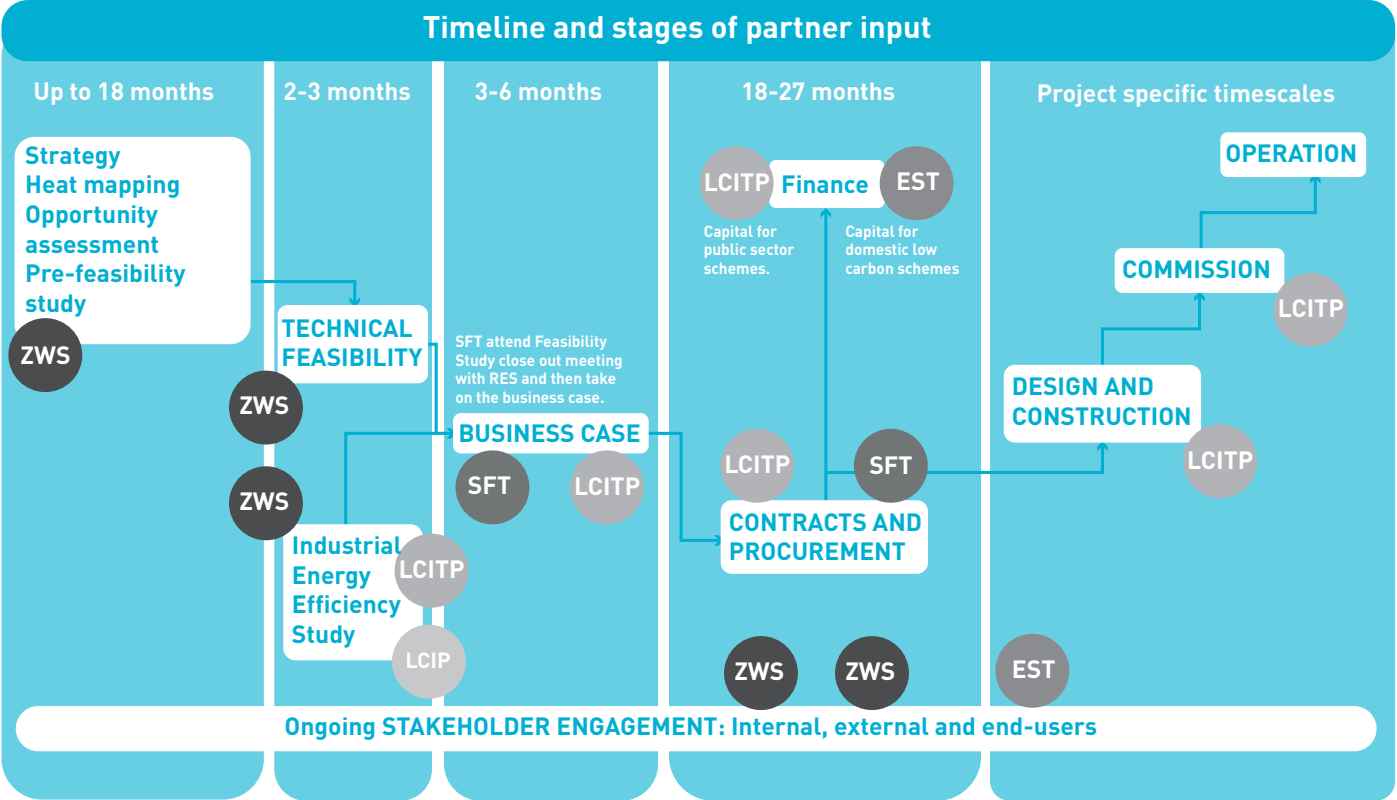 Timeline and stages of partner input
Up to 18 months
Strategy
Heat mapping
Opportunity
assessment
Pre-feasibility
study
ZWS
2-3 months
TECHNICAL
FEASIBILITY
ZWS
ZWS
Industrial
Energy
Efficiency
Study
LCITP
LCIP
3-6 months
SFT attend Feasibility
Study close out meeting
with RES and then take
on the business case.
BUSINESS CASE
SFT
LCITP
18-27 months
LCITP
Finance
EST
Capital for
public sector
schemes.
Capital for
domestic low
carbon schemes
LCITP
SFT
CONTRACTS AND
PROCUREMENT
ZWS
ZWS
Project specific timescales
OPERATION
COMMISSION
LCITP
DESIGN AND
CONSTRUCTION
LCITP
EST
Ongoing STAKEHOLDER ENGAGEMENT: Internal, external and end-users